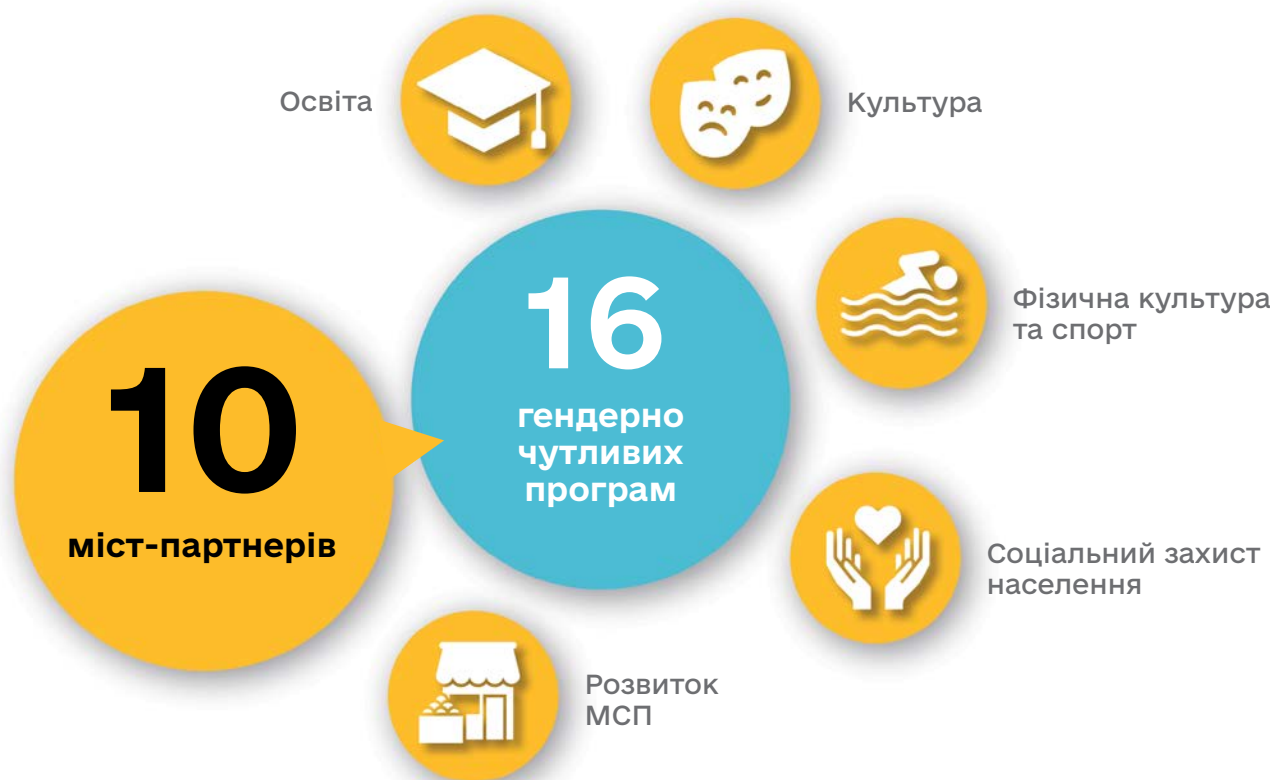 Освіта
Культура
16
гендерно
чутливих
програм
Фізична культура
та спорт
10
міст-партнерів
Соціальний захист
населення
Розвиток
МСП